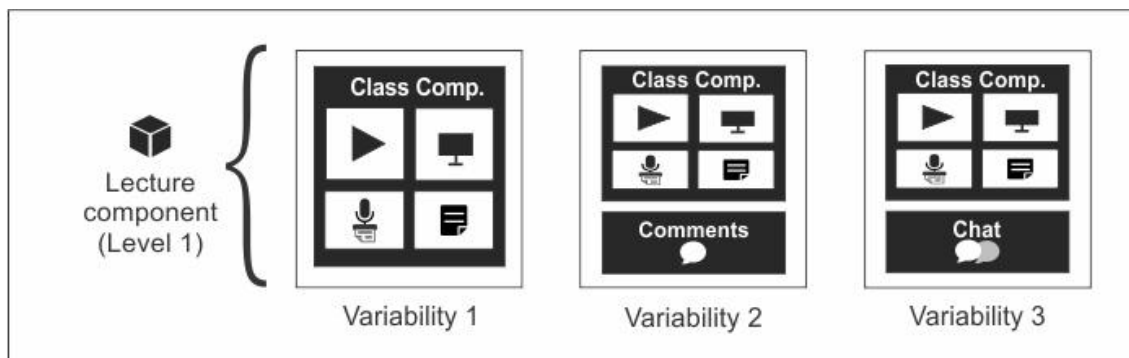 Lecture
component
(Level 1)
Class Comp.
Variability 1
Class Comp.
Comments
Variability 2
Class Comp.
Chat
Variability 3